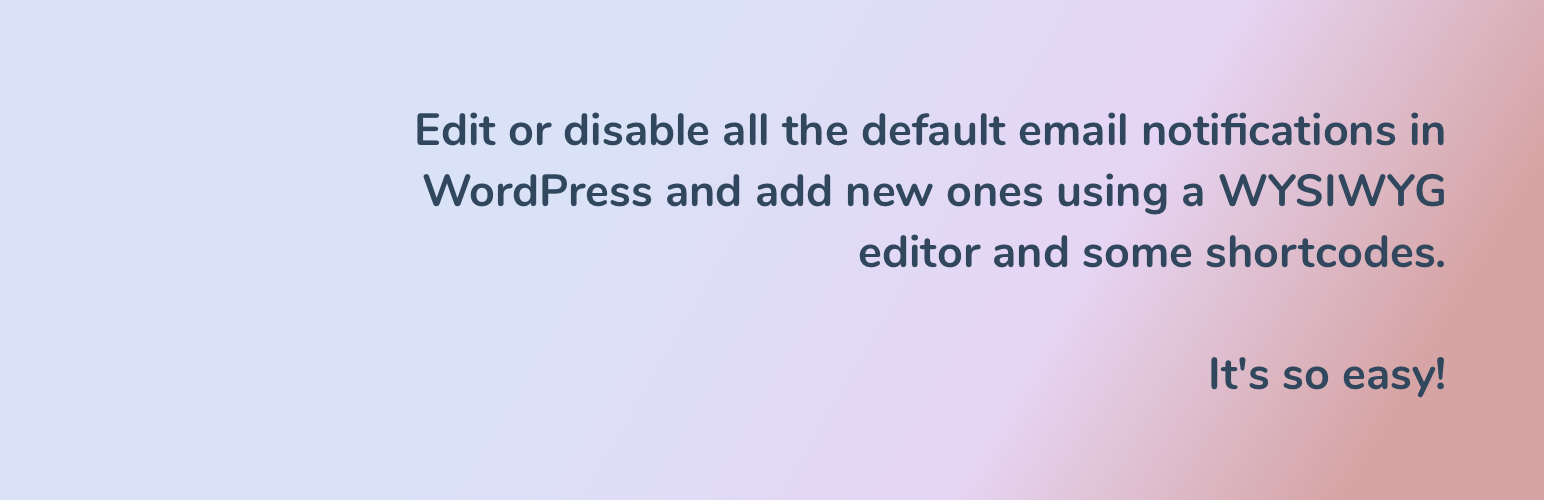 Edit or disable all the default email notifications in
WordPress and add new ones using a WYSIWYG
editor and some shortcodes.
It's so easy!